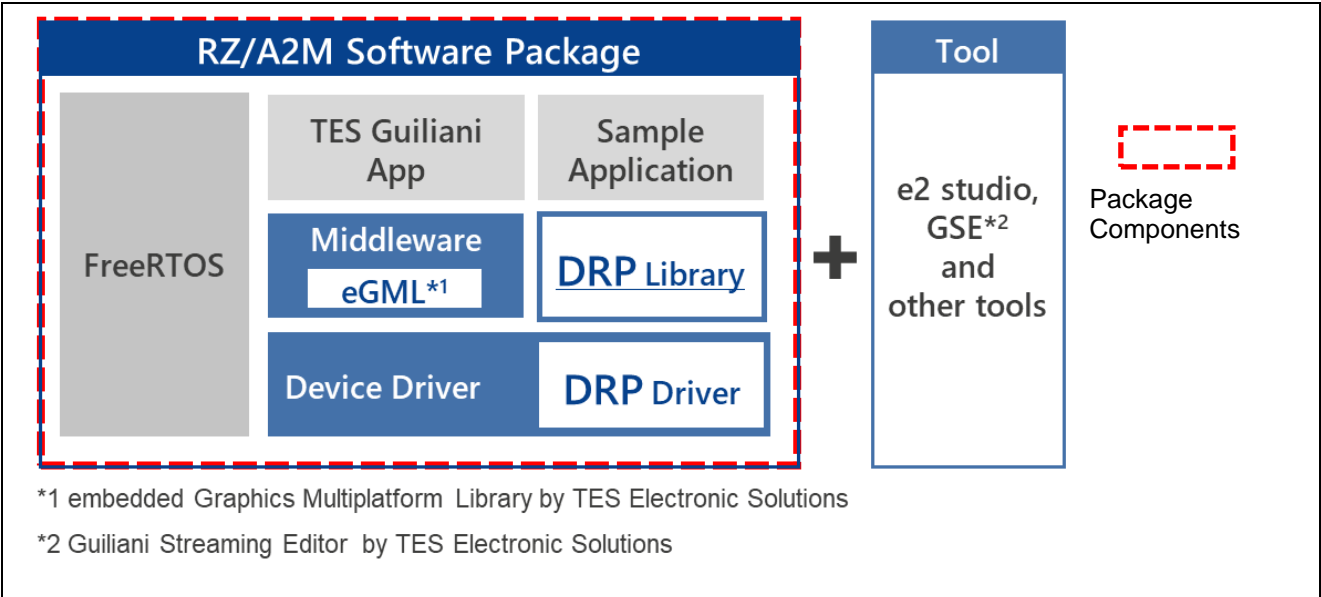 RZ/A2M Software Package
FreeRTOS
TES Guiliani
App
Sample
Application
Middleware
eGML*1
DRP Library
Device Driver
DRP Driver
+
Tool
e2 studio,
GSE*2
and
other tools
Package
Components
*1 embedded Graphics Multiplatform Library by TES Electronic Solutions
*2 Guiliani Streaming Editor by TES Electronic Solutions